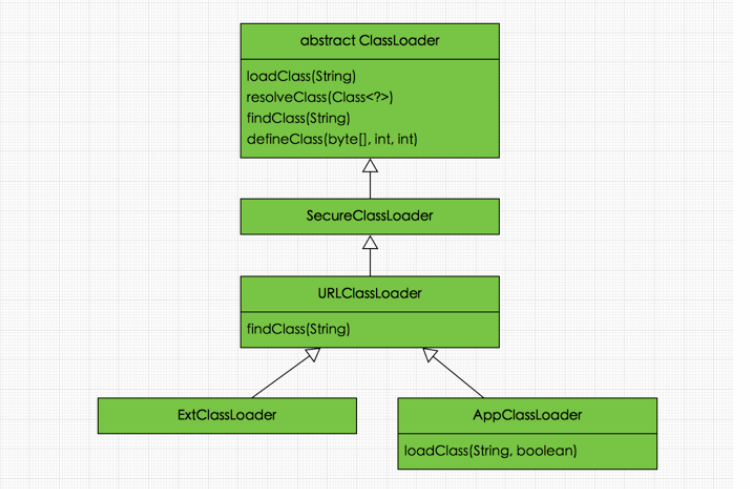 abstract ClassLoader
loadClass(String)
resolveClass(Class<?>)
findClass(String)
defineClass(byte[], int, int)
SecureClassLoader
URLClassLoader
findClass(String)
ExtClassLoader
AppClassLoader
loadClass(String, boolean)